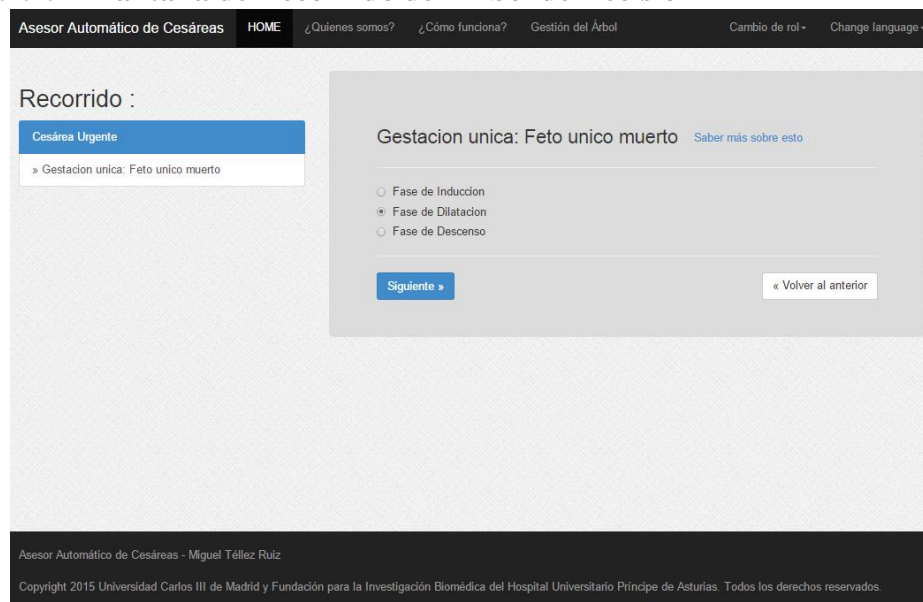 Asesor Automático de Cesáreas HOME ¿Quienes somos? ¿Cómo funciona? Gestión del Árbol Cambio de rol Change language
Recorrido :
Cesárea Urgente
» Gestacion unica: Feto unico muerto
Gestacion unica: Feto unico muerto Saber más sobre esto
Fase de Induccion
Fase de Dilatacion
Fase de Descenso
Siguiente » « Volver al anterior
Asesor Automático de Cesáreas - Miguel Téllez Ruiz
Copyright 2015 Universidad Carlos III de Madrid y Fundación para la Investigación Biomédica del Hospital Universitario Príncipe de Asturias. Todos los derechos reservados.